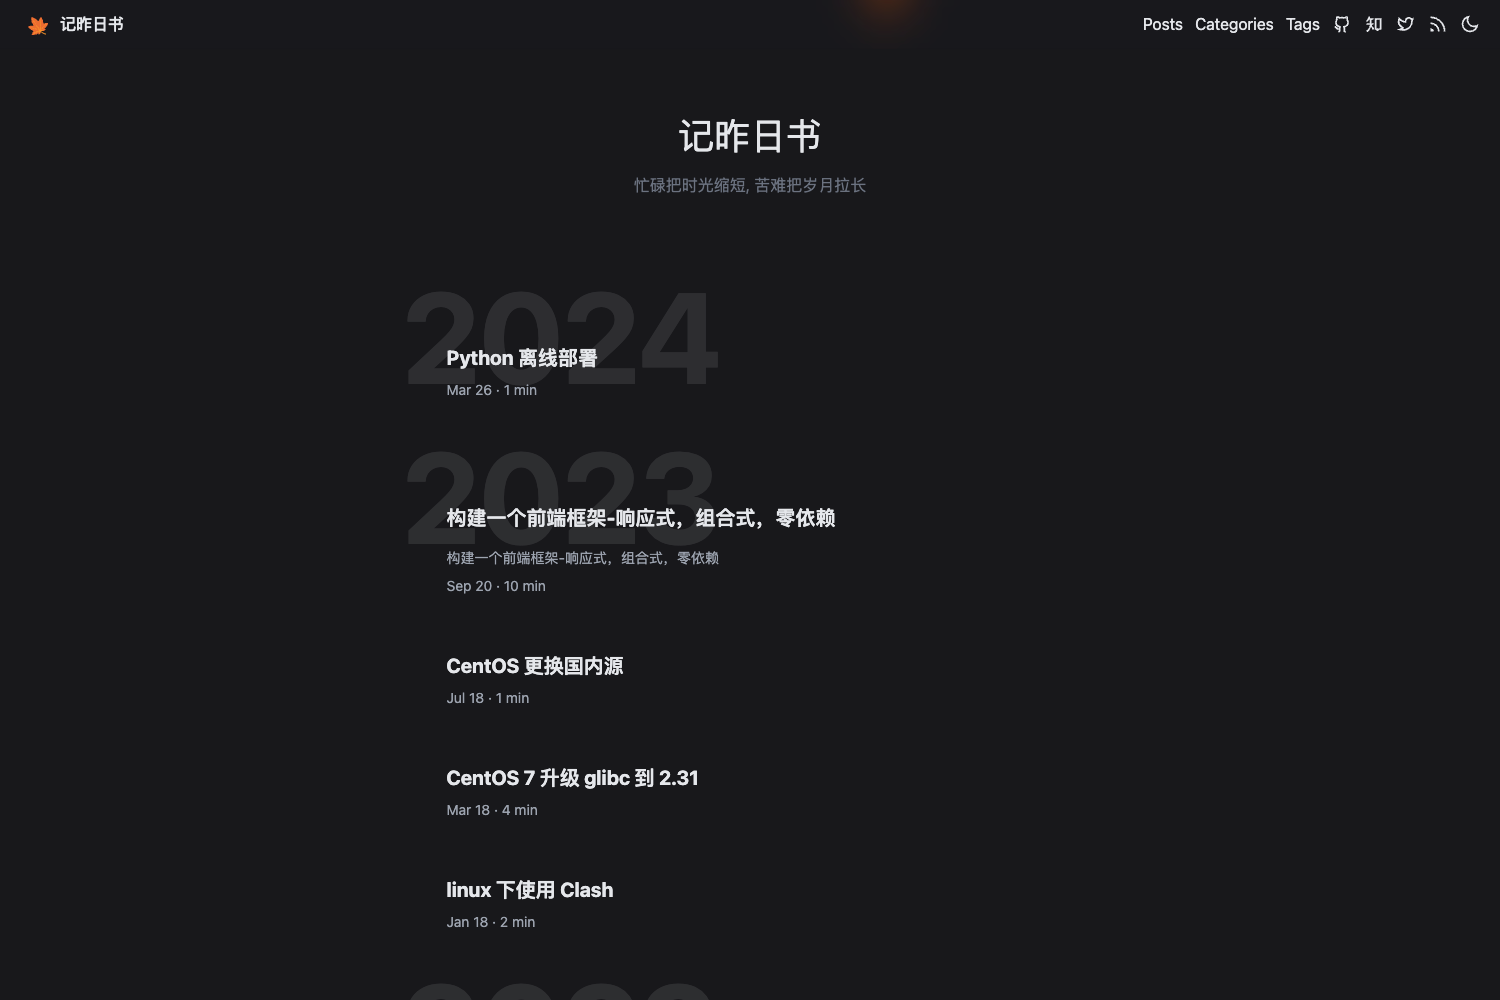 记昨日书
Posts Categories Tags 知
记昨日书
忙碌把时光缩短, 苦难把岁月拉长
2024
Python 离线部署
Mar 26 · 1 min
2023
构建一个前端框架-响应式，组合式，零依赖
构建一个前端框架-响应式，组合式，零依赖
Sep 20 · 10 min
CentOS 更换国内源
Jul 18 · 1 min
CentOS 7 升级 glibc 到 2.31
Mar 18 · 4 min
linux 下使用 Clash
Jan 18 · 2 min